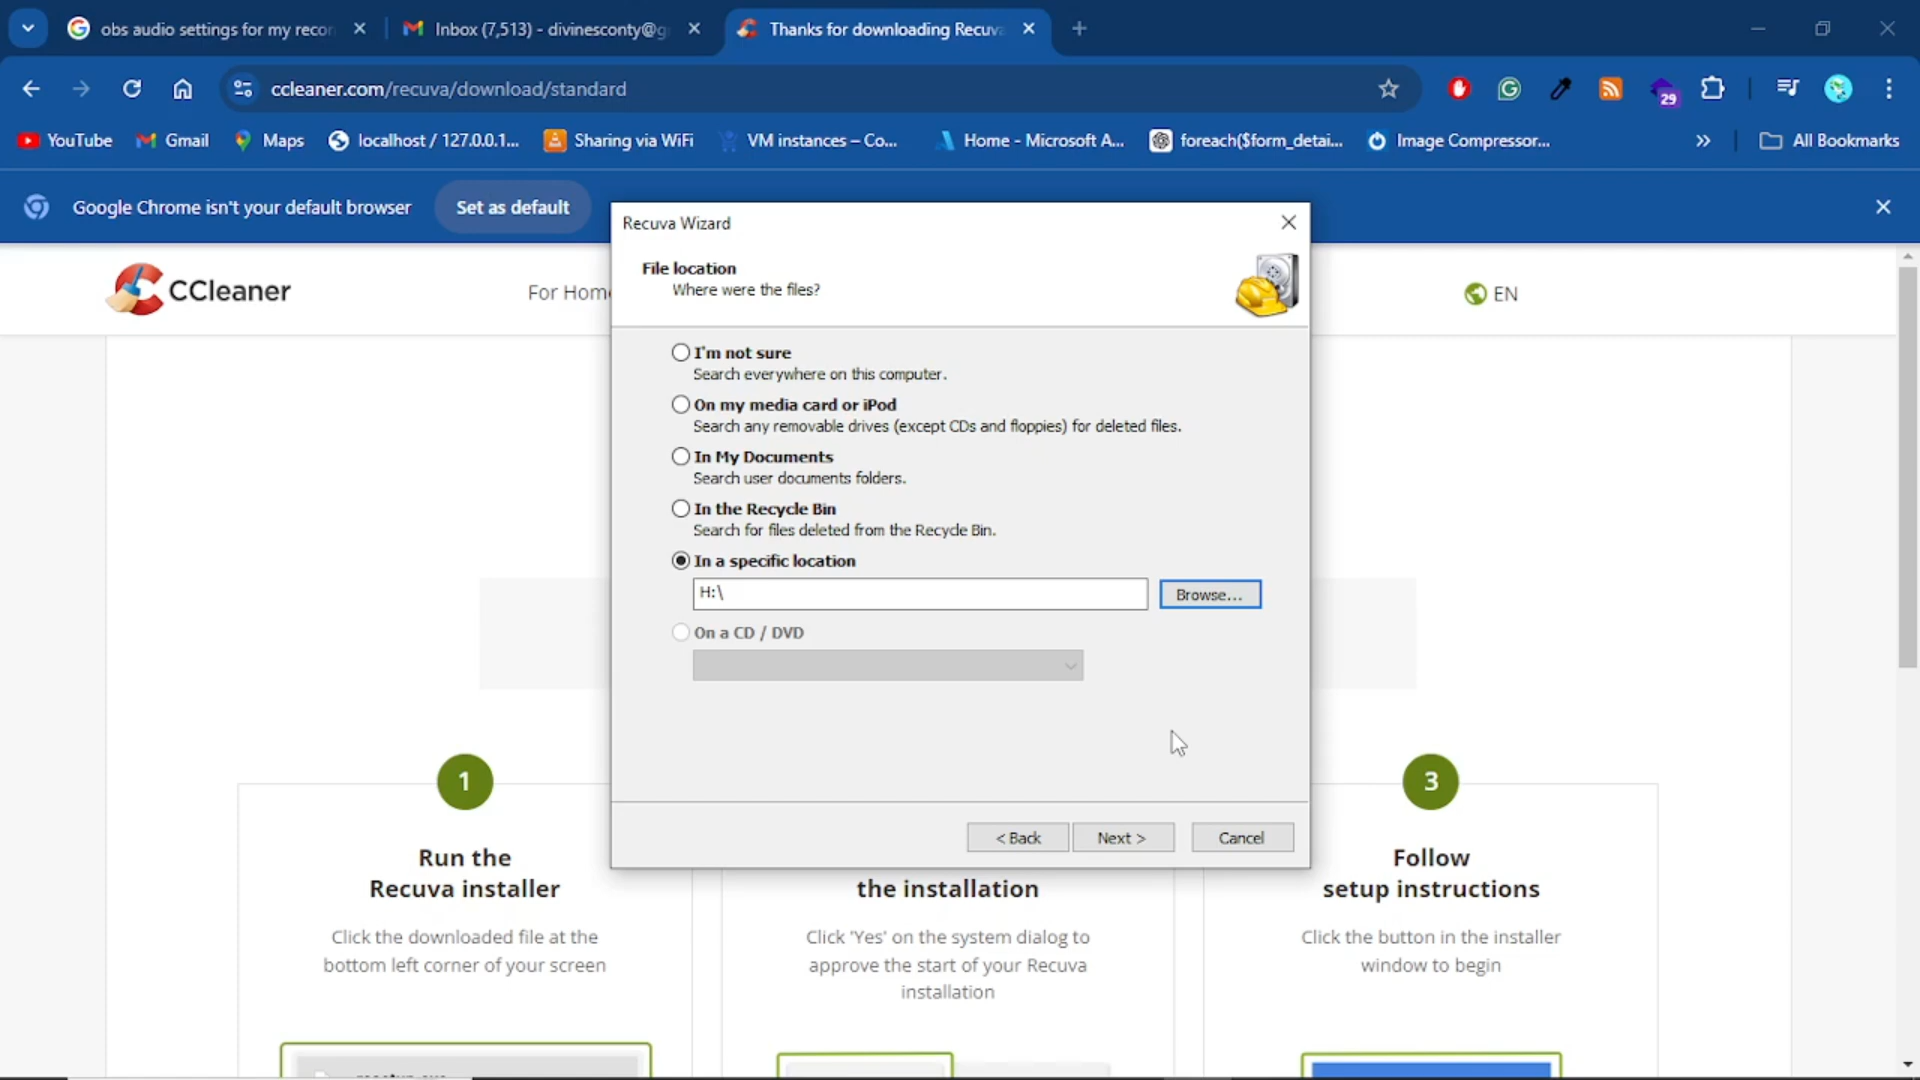 obs audio settings for my recor
Inbox (7,513) - divinesconty@g
Thanks for downloading Recuva
ccleaner.com/recuva/download/standard
29
YouTube
Gmail
Maps
localhost / 127.0.0.1...
Sharing via WiFi
VM instances – Co...
Home - Microsoft A...
foreach($form_detai...
Image Compressor...
All Bookmarks
Google Chrome isn't your default browser
Set as default
CCleaner
For Home
EN
Recuva Wizard
File location
Where were the files?
I'm not sure
Search everywhere on this computer.
On my media card or iPod
Search any removable drives (except CDs and floppies) for deleted files.
In My Documents
Search user documents folders.
In the Recycle Bin
Search for files deleted from the Recycle Bin.
In a specific location
H:\
Browse...
On a CD / DVD
< Back
Next >
Cancel
1
Run the
Recuva installer
Click the downloaded file at the
bottom left corner of your screen
the installation
Click 'Yes' on the system dialog to
approve the start of your Recuva
installation
3
Follow
setup instructions
Click the button in the installer
window to begin